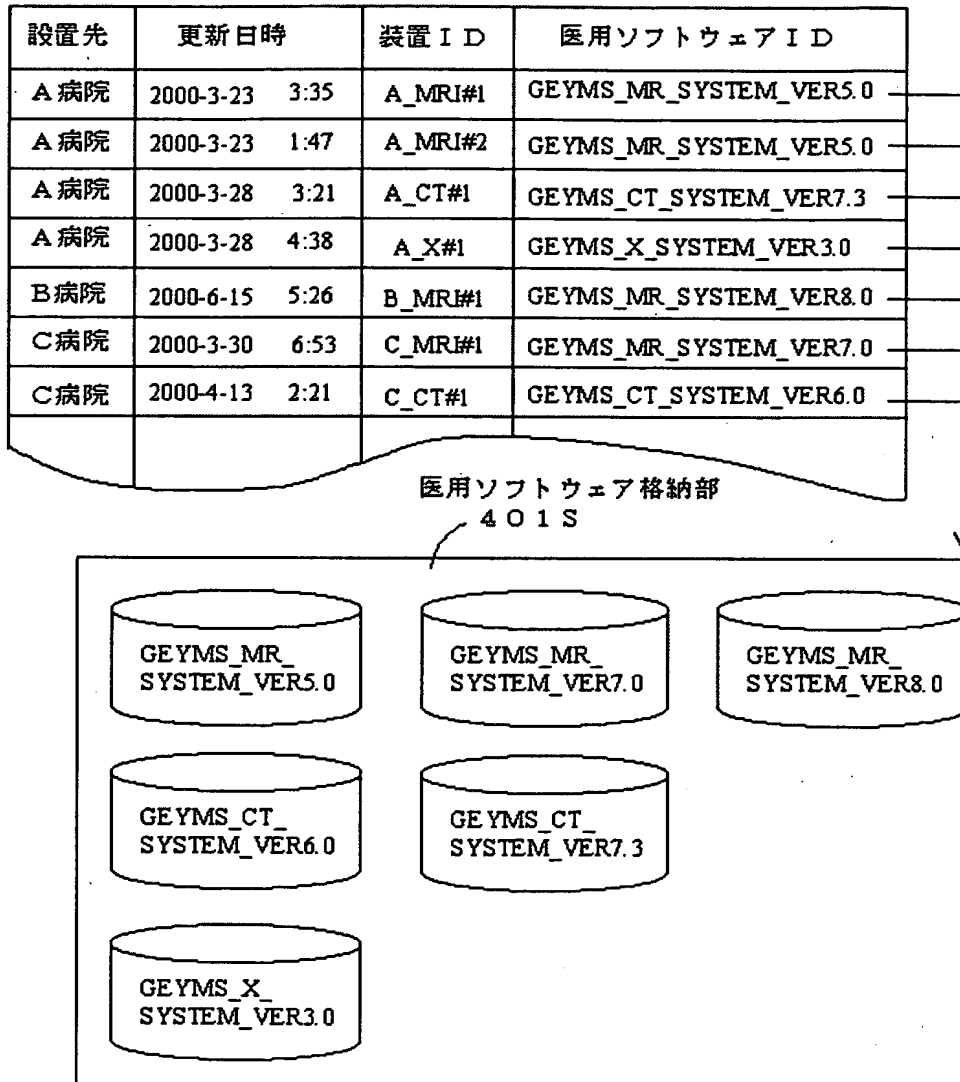 設置先 更新日時 装置ＩＤ 医用ソフトウェアＩＤ
A病院 2000-3-23 3:35 A_MRI#1 GEYMS_MR_SYSTEM_VER5.0
A病院 2000-3-23 1:47 A_MRI#2 GEYMS_MR_SYSTEM_VER5.0
A病院 2000-3-28 3:21 A_CT#1 GEYMS_CT_SYSTEM_VER7.3
A病院 2000-3-28 4:38 A_X#1 GEYMS_X_SYSTEM_VER3.0
B病院 2000-6-15 5:26 B_MRI#1 GEYMS_MR_SYSTEM_VER8.0
C病院 2000-3-30 6:53 C_MRI#1 GEYMS_MR_SYSTEM_VER7.0
C病院 2000-4-13 2:21 C_CT#1 GEYMS_CT_SYSTEM_VER6.0
医用ソフトウェア格納部
４０１Ｓ
GEYMS_MR_
SYSTEM_VER5.0
GEYMS_MR_
SYSTEM_VER7.0
GEYMS_MR_
SYSTEM_VER8.0
GEYMS_CT_
SYSTEM_VER6.0
GEYMS_CT_
SYSTEM_VER7.3
GEYMS_X_
SYSTEM_VER3.0